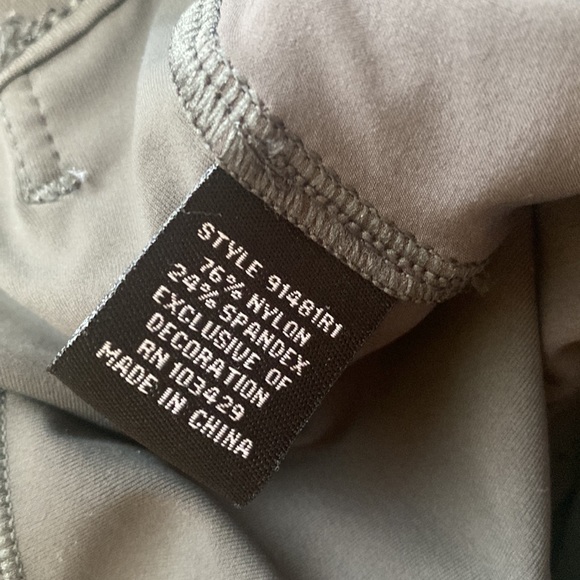 STYLE 91481R1
76% NYLON
24% SPANDEX
EXCLUSIVE OF
DECORATION
RN 103429
MADE IN CHINA